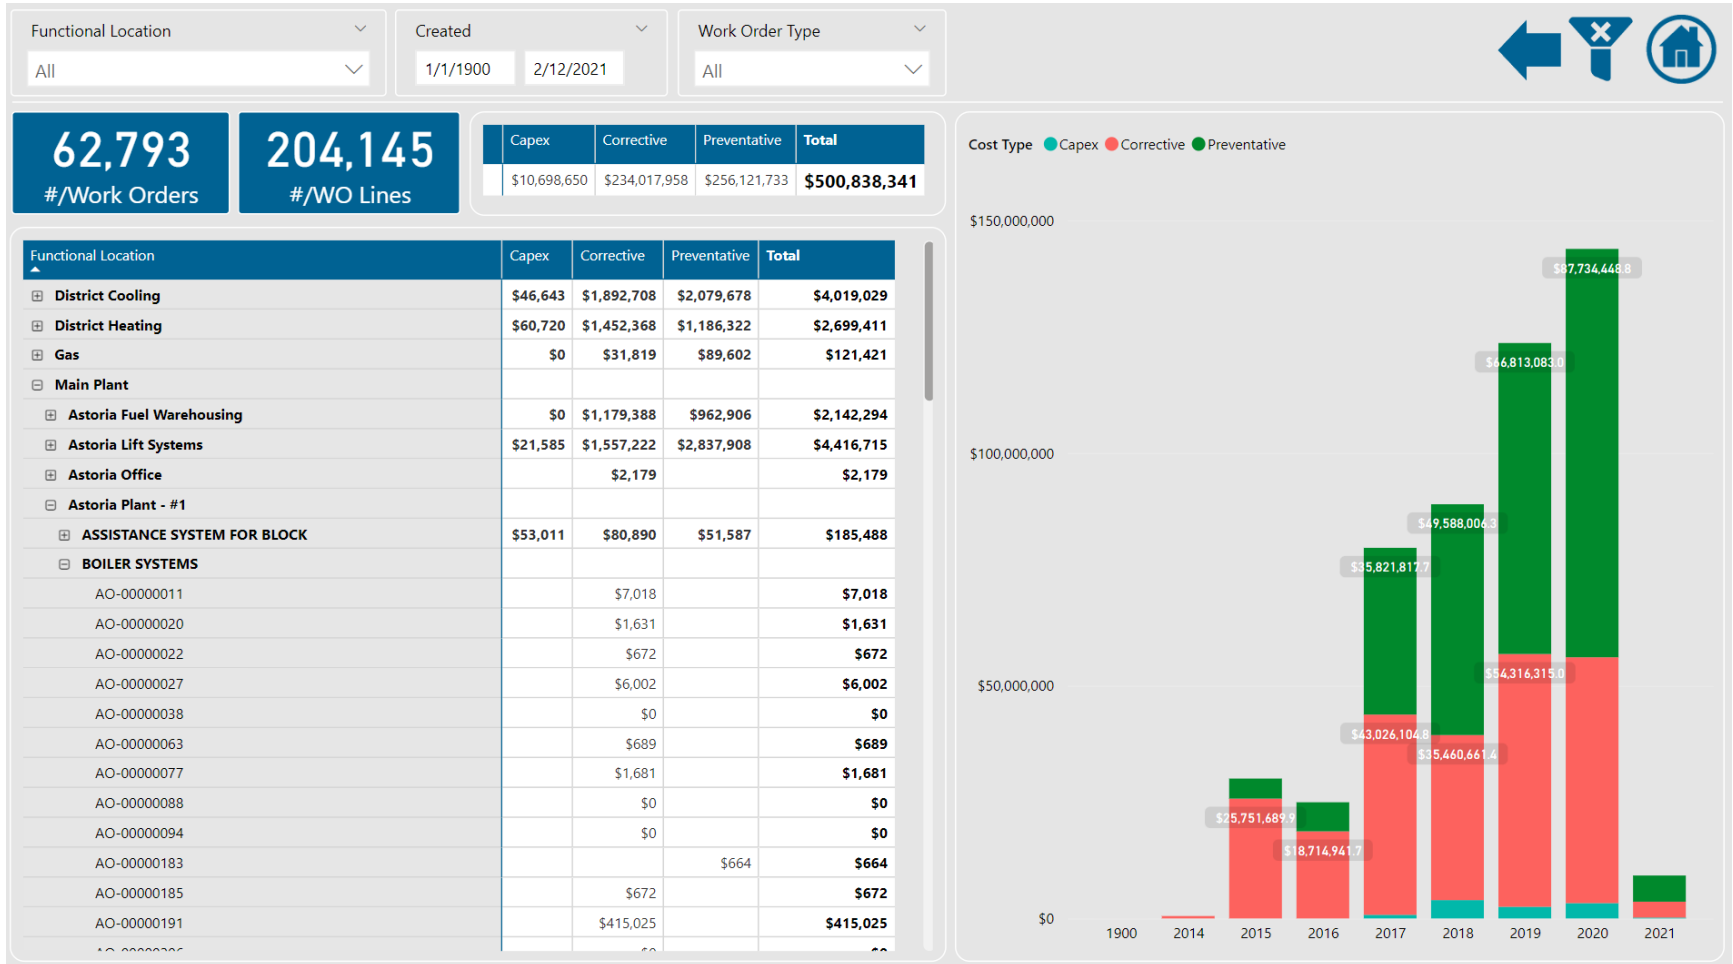 Functional Location
All
Created
1/1/1900 2/12/2021
Work Order Type
All
62,793
#/Work Orders
204,145
#/WO Lines
Capex Corrective Preventative Total
$10,698,650 $234,017,958 $256,121,733 $500,838,341
Functional Location Capex Corrective Preventative Total
District Cooling $46,643 $1,892,708 $2,079,678 $4,019,029
District Heating $60,720 $1,452,368 $1,186,322 $2,699,411
Gas $0 $31,819 $89,602 $121,421
Main Plant
Astoria Fuel Warehousing $0 $1,179,388 $962,906 $2,142,294
Astoria Lift Systems $21,585 $1,557,222 $2,837,908 $4,416,715
Astoria Office $2,179 $2,179
Astoria Plant - #1
ASSISTANCE SYSTEM FOR BLOCK $53,011 $80,890 $51,587 $185,488
BOILER SYSTEMS
AO-00000011 $7,018 $7,018
AO-00000020 $1,631 $1,631
AO-00000022 $672 $672
AO-00000027 $6,002 $6,002
AO-00000038 $0 $0
AO-00000063 $689 $689
AO-00000077 $1,681 $1,681
AO-00000088 $0 $0
AO-00000094 $0 $0
AO-00000183 $664 $664
AO-00000185 $672 $672
AO-00000191 $415,025 $415,025
Cost Type Capex Corrective Preventative
$150,000,000
$100,000,000
$50,000,000
$0
$87,734,448.8
$66,813,083.0
$49,588,006.3
$35,821,817.7
$54,316,315.0
$43,026,104.8
$35,460,661.4
$25,751,689.9
$18,714,941.7
1900 2014 2015 2016 2017 2018 2019 2020 2021